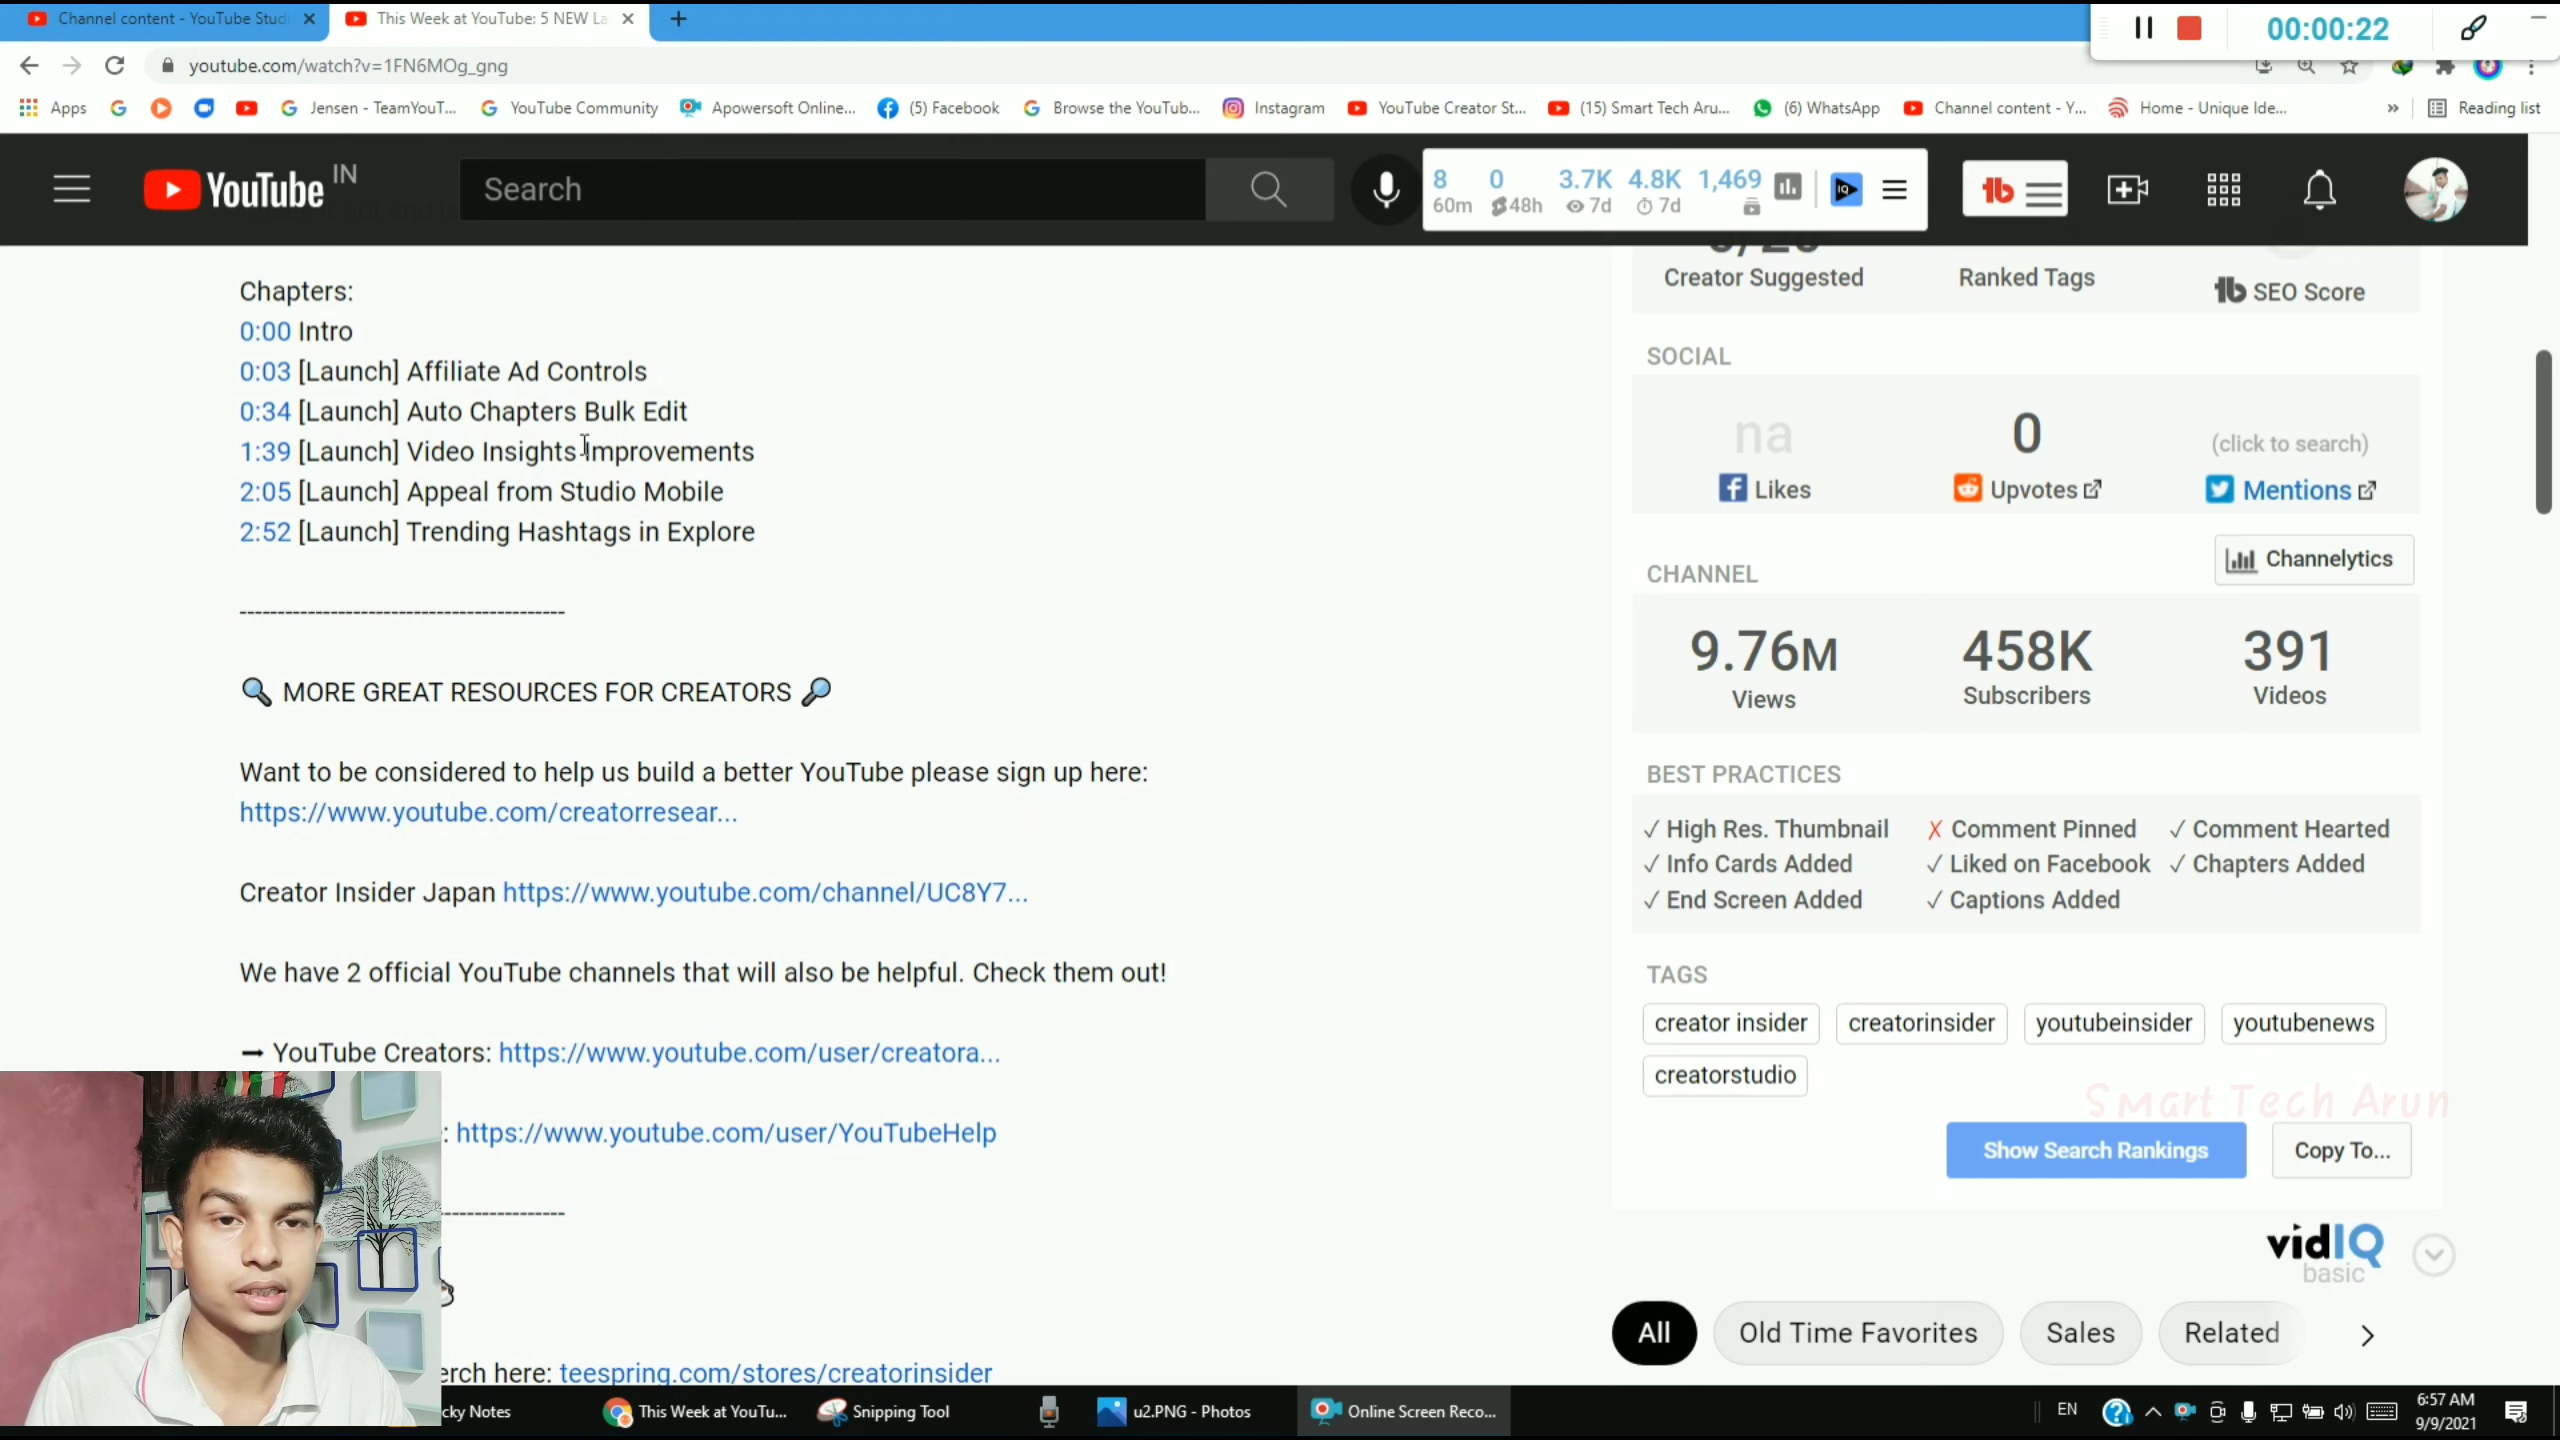 Channel content - YouTube Studi
This Week at YouTube: 5 NEW La
00:00:22
youtube.com/watch?v=1FN6MOg_gng
Apps
Jensen - TeamYouT...
YouTube Community
Apowersoft Online...
(5) Facebook
Browse the YouTub...
Instagram
YouTube Creator St...
(15) Smart Tech Aru...
(6) WhatsApp
Channel content - Y...
Home - Unique Ide...
»
Reading list
YouTube IN
Search
8 0 3.7K 4.8K 1,469
60m 48h 7d 7d
IQ
tb
Chapters:
0:00 Intro
0:03 [Launch] Affiliate Ad Controls
0:34 [Launch] Auto Chapters Bulk Edit
1:39 [Launch] Video Insights Improvements
2:05 [Launch] Appeal from Studio Mobile
2:52 [Launch] Trending Hashtags in Explore
-------------------------------------------
MORE GREAT RESOURCES FOR CREATORS
Want to be considered to help us build a better YouTube please sign up here:
https://www.youtube.com/creatorresear...
Creator Insider Japan https://www.youtube.com/channel/UC8Y7...
We have 2 official YouTube channels that will also be helpful. Check them out!
➞ YouTube Creators: https://www.youtube.com/user/creatora...
: https://www.youtube.com/user/YouTubeHelp
erch here: teespring.com/stores/creatorinsider
Creator Suggested
Ranked Tags
tb SEO Score
SOCIAL
na
0
(click to search)
Likes
Upvotes
Mentions
CHANNEL
Channelytics
9.76M
458K
391
Views
Subscribers
Videos
BEST PRACTICES
✓ High Res. Thumbnail
✗ Comment Pinned
✓ Comment Hearted
✓ Info Cards Added
✓ Liked on Facebook
✓ Chapters Added
✓ End Screen Added
✓ Captions Added
TAGS
creator insider
creatorinsider
youtubeinsider
youtubenews
creatorstudio
Smart Tech Arun
Show Search Rankings
Copy To...
vidIQ
basic
All
Old Time Favorites
Sales
Related
cky Notes
This Week at YouTu...
Snipping Tool
u2.PNG - Photos
Online Screen Reco...
EN
6:57 AM
9/9/2021